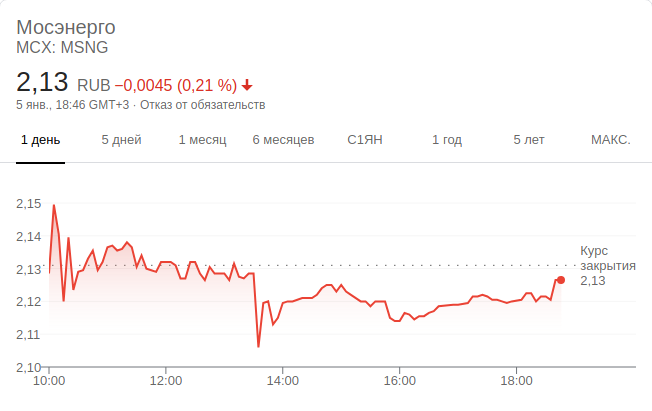 Мосэнерго
MCX: MSNG
2,13 RUB −0,0045 (0,21 %)
5 янв., 18:46 GMT+3 · Отказ от обязательств
1 день 5 дней 1 месяц 6 месяцев С1ЯН 1 год 5 лет МАКС.
2,15
2,14
2,13
2,12
2,11
2,10
Курс
закрытия
2,13
10:00 12:00 14:00 16:00 18:00